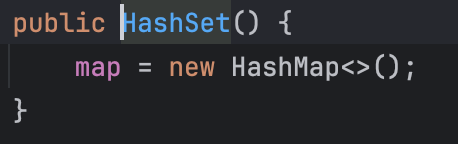 public HashSet() {
    map = new HashMap<>();
}